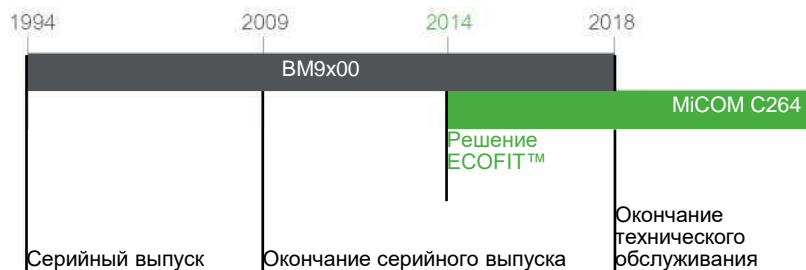 1994 2009 2014 2018
BM9x00
MiCOM C264
Решение
ECOFIT™
Окончание
технического
Серийный выпуск Окончание серийного выпуска обслуживания